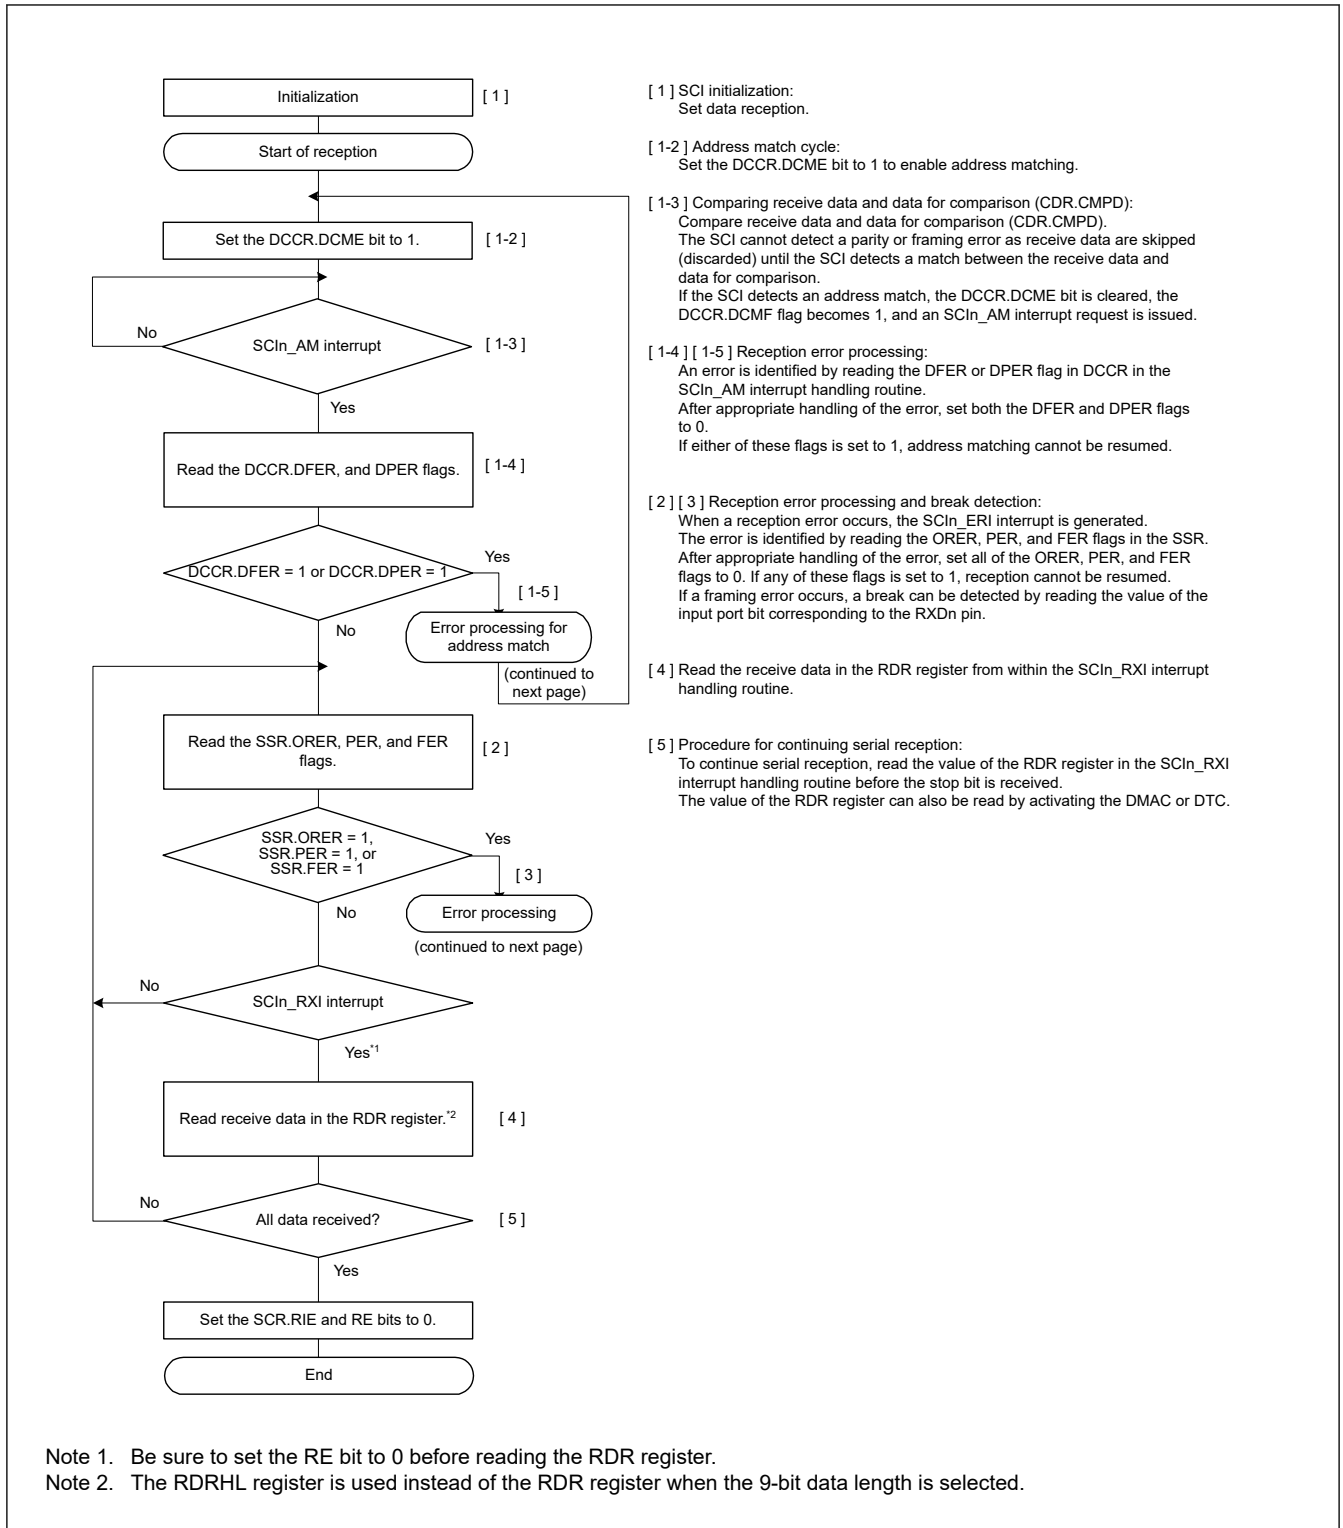 Initialization
[ 1 ]
Start of reception
Set the DCCR.DCME bit to 1.
[ 1-2 ]
No
SCIn_AM interrupt
[ 1-3 ]
Yes
Read the DCCR.DFER, and DPER flags.
[ 1-4 ]
DCCR.DFER = 1 or DCCR.DPER = 1
Yes
[ 1-5 ]
No
Error processing for
address match
(continued to
next page)
Read the SSR.ORER, PER, and FER
flags.
[ 2 ]
SSR.ORER = 1,
SSR.PER = 1, or
SSR.FER = 1
Yes
[ 3 ]
No
Error processing
(continued to next page)
No
SCIn_RXI interrupt
Yes*1
Read receive data in the RDR register.*2
[ 4 ]
No
All data received?
[ 5 ]
Yes
Set the SCR.RIE and RE bits to 0.
End
[ 1 ] SCI initialization:
Set data reception.
[ 1-2 ] Address match cycle:
Set the DCCR.DCME bit to 1 to enable address matching.
[ 1-3 ] Comparing receive data and data for comparison (CDR.CMPD):
Compare receive data and data for comparison (CDR.CMPD).
The SCI cannot detect a parity or framing error as receive data are skipped
(discarded) until the SCI detects a match between the receive data and
data for comparison.
If the SCI detects an address match, the DCCR.DCME bit is cleared, the
DCCR.DCMF flag becomes 1, and an SCIn_AM interrupt request is issued.
[ 1-4 ] [ 1-5 ] Reception error processing:
An error is identified by reading the DFER or DPER flag in DCCR in the
SCIn_AM interrupt handling routine.
After appropriate handling of the error, set both the DFER and DPER flags
to 0.
If either of these flags is set to 1, address matching cannot be resumed.
[ 2 ] [ 3 ] Reception error processing and break detection:
When a reception error occurs, the SCIn_ERI interrupt is generated.
The error is identified by reading the ORER, PER, and FER flags in the SSR.
After appropriate handling of the error, set all of the ORER, PER, and FER
flags to 0. If any of these flags is set to 1, reception cannot be resumed.
If a framing error occurs, a break can be detected by reading the value of the
input port bit corresponding to the RXDn pin.
[ 4 ] Read the receive data in the RDR register from within the SCIn_RXI interrupt
handling routine.
[ 5 ] Procedure for continuing serial reception:
To continue serial reception, read the value of the RDR register in the SCIn_RXI
interrupt handling routine before the stop bit is received.
The value of the RDR register can also be read by activating the DMAC or DTC.
Note 1. Be sure to set the RE bit to 0 before reading the RDR register.
Note 2. The RDRHL register is used instead of the RDR register when the 9-bit data length is selected.